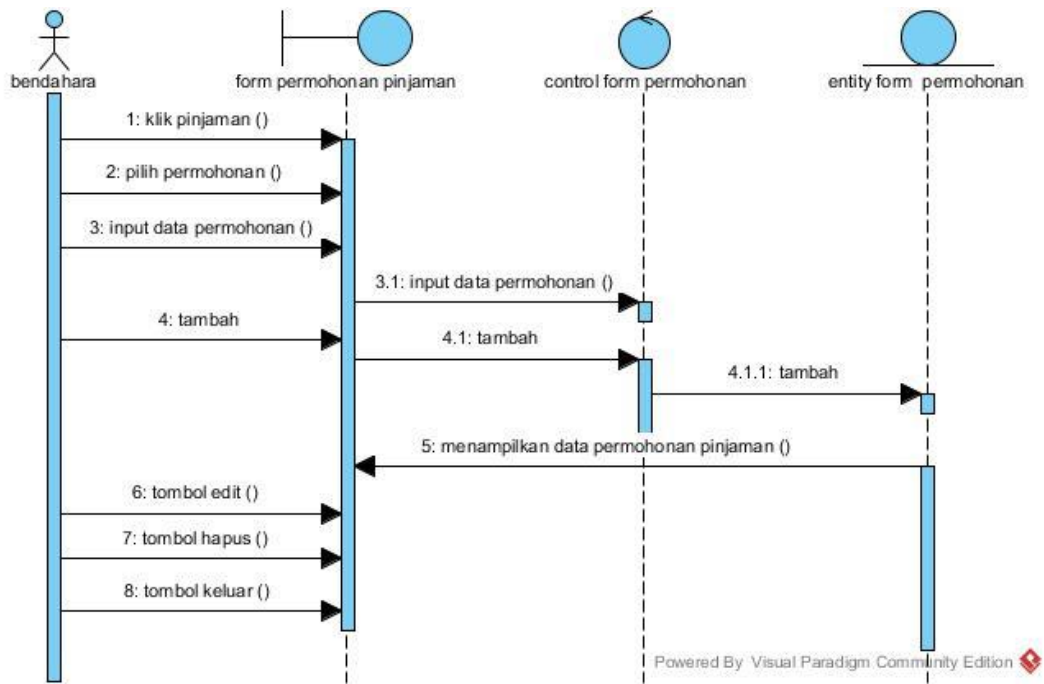 bendahara
form permohonan pinjaman
control form permohonan
entity form permohonan
1: klik pinjaman ()
2: pilih permohonan ()
3: input data permohonan ()
3.1: input data permohonan ()
4: tambah
4.1: tambah
4.1.1: tambah
5: menampilkan data permohonan pinjaman ()
6: tombol edit ()
7: tombol hapus ()
8: tombol keluar ()
Powered By Visual Paradigm Community Edition